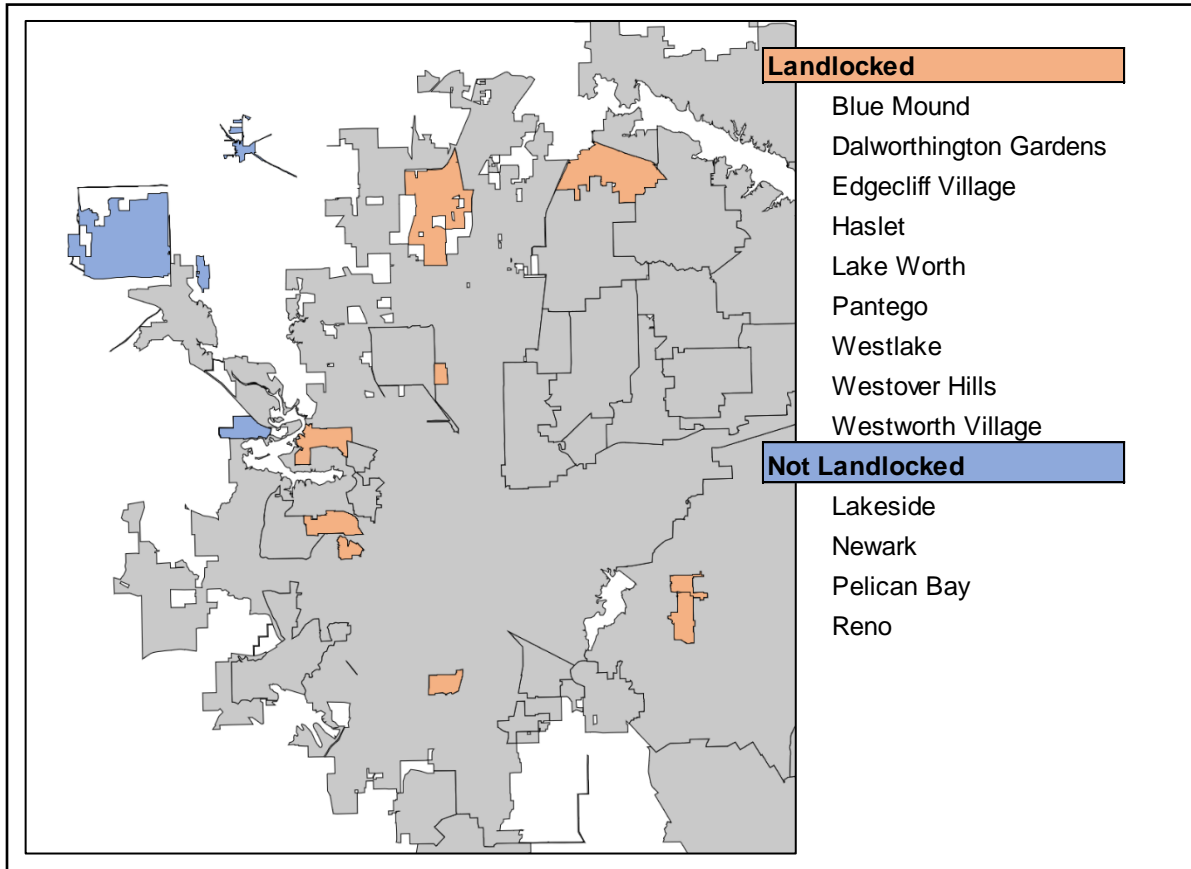 Landlocked
Blue Mound
Dalworthington Gardens
Edgecliff Village
Haslet
Lake Worth
Pantego
Westlake
Westover Hills
Westworth Village
Not Landlocked
Lakeside
Newark
Pelican Bay
Reno